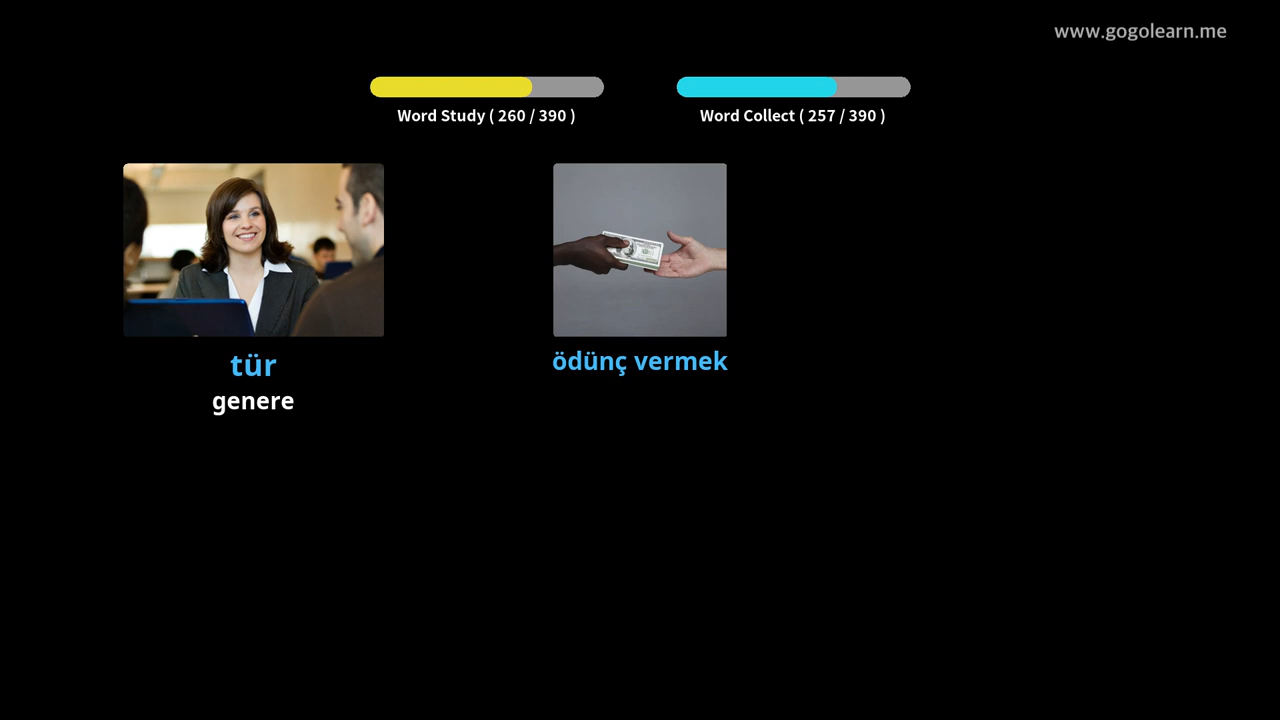 www.gogolearn.me
Word Study ( 260 / 390 )
Word Collect ( 257 / 390 )
tür
genere
ödünç vermek